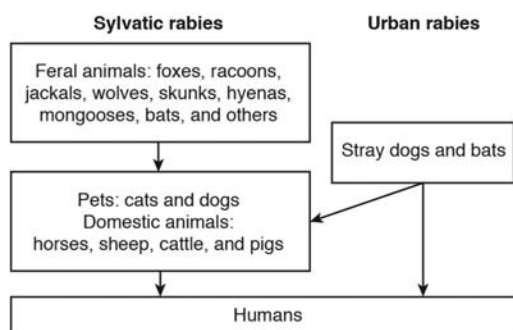 Sylvatic rabies
Urban rabies
Feral animals: foxes, racoons,
jackals, wolves, skunks, hyenas,
mongooses, bats, and others
Stray dogs and bats
Pets: cats and dogs
Domestic animals:
horses, sheep, cattle, and pigs
Humans